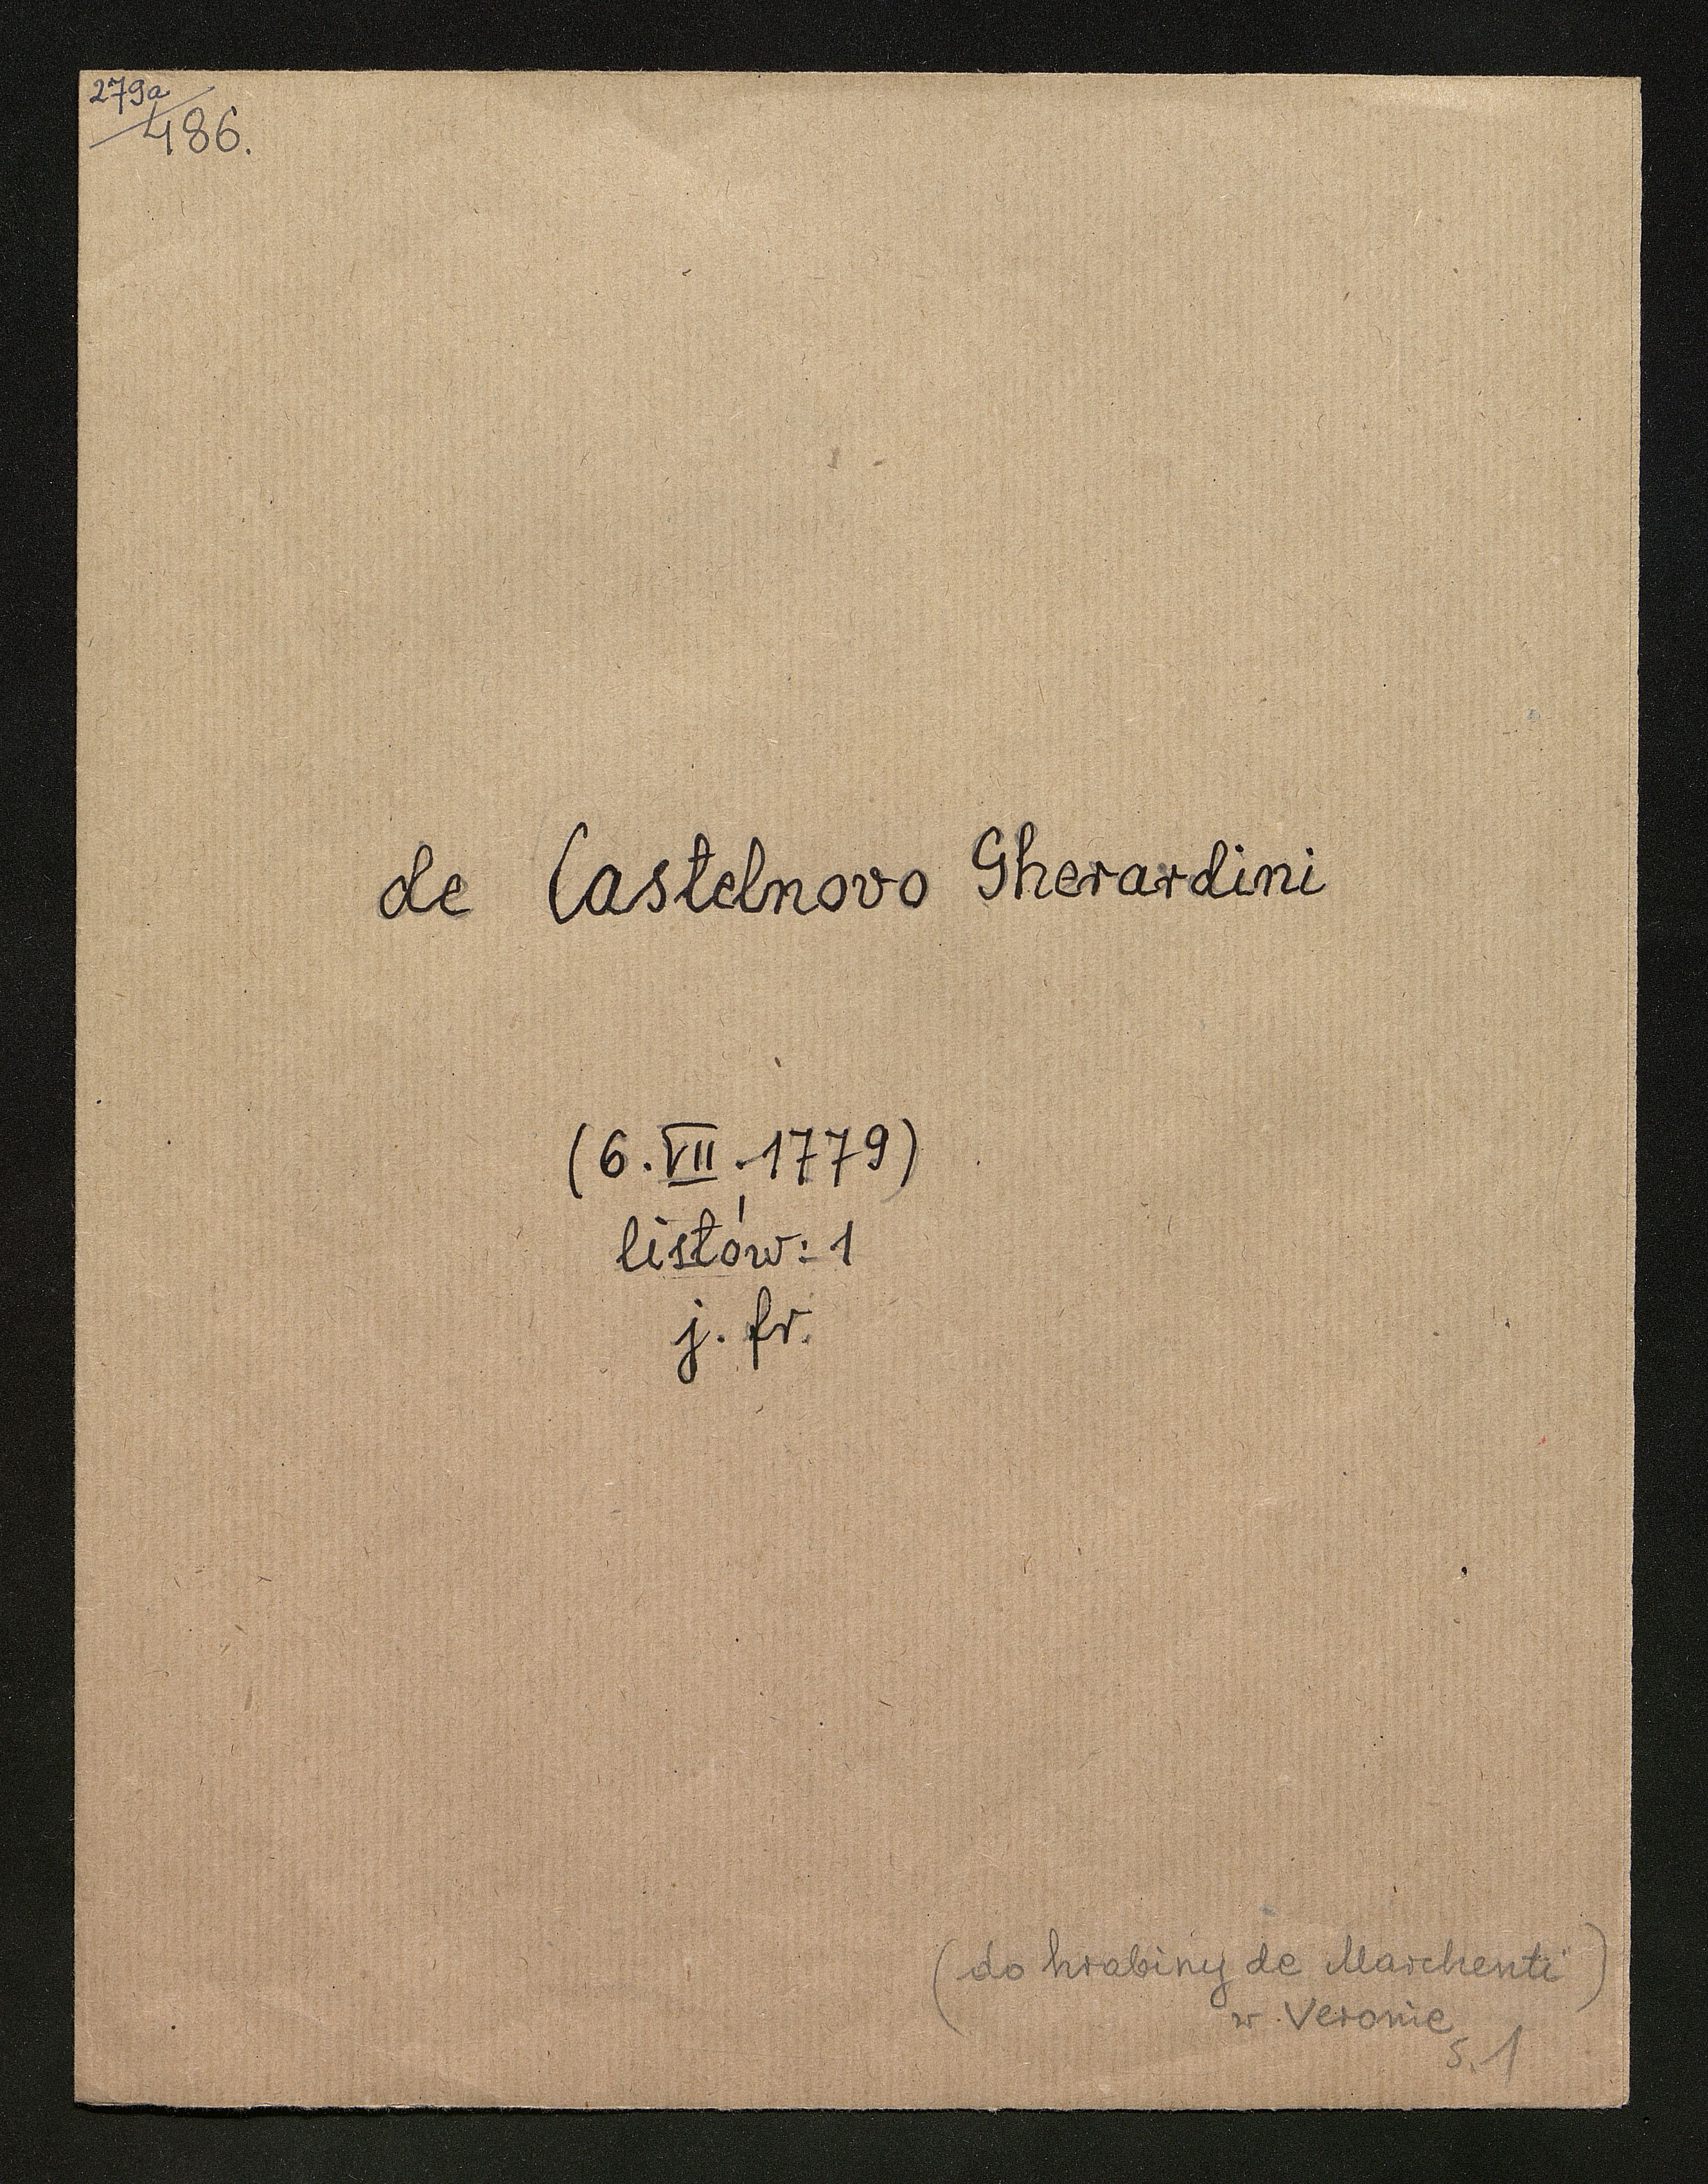 279a
486.
de Castelnovo Gherardini
(6.VII.1779)
listów: 1
j. fr.
(do hrabiny de Marchenti)
w Veronie
s. 1